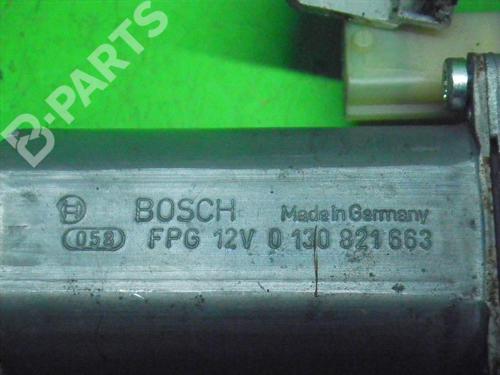 B-PARTS
BOSCH Made in Germany
058 FPG 12V 0 130 821 663